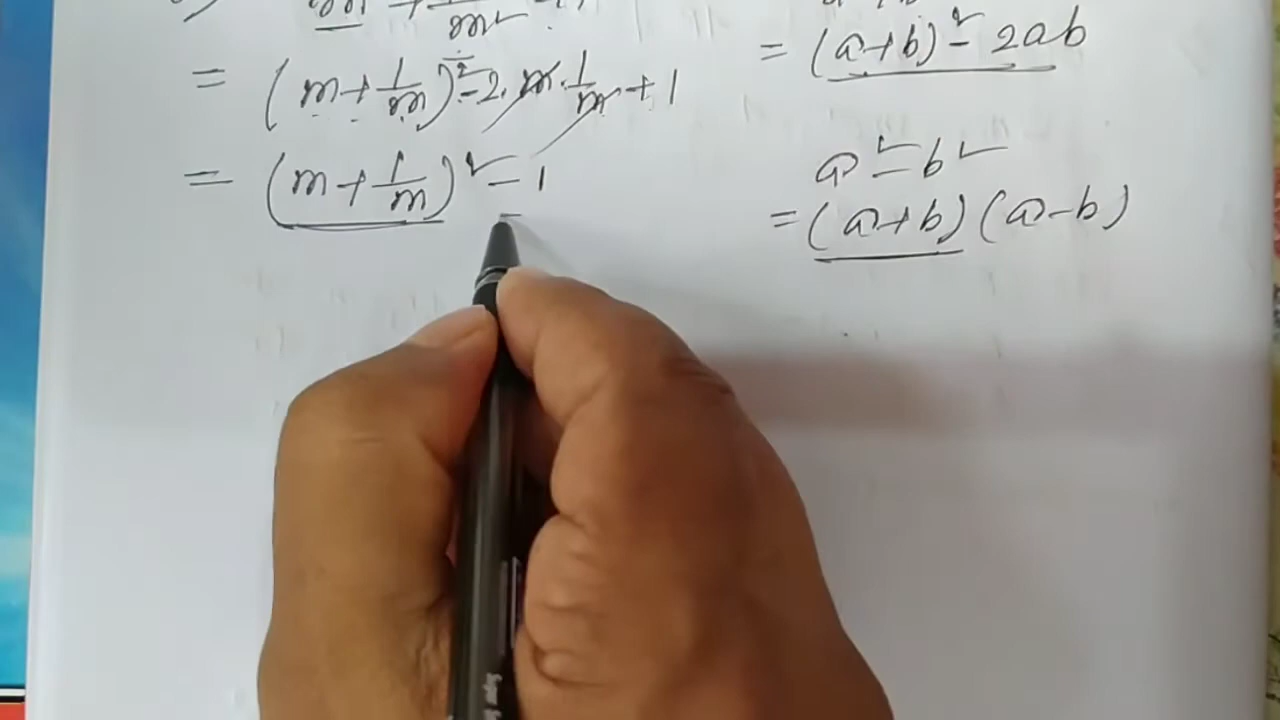 = (m + 1/m)² - 2. m. 1/m + 1
= (m + 1/m)² - 1
= (a+b)² - 2ab
a² - b²
= (a+b) (a-b)